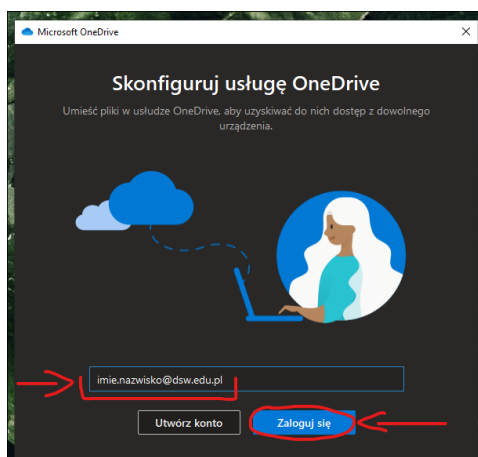 Microsoft OneDrive
Skonfiguruj usługę OneDrive
Umieść pliki w usłudze OneDrive, aby uzyskiwać do nich dostęp z dowolnego
urządzenia.
imie.nazwisko@dsw.edu.pl
Utwórz konto
Zaloguj się